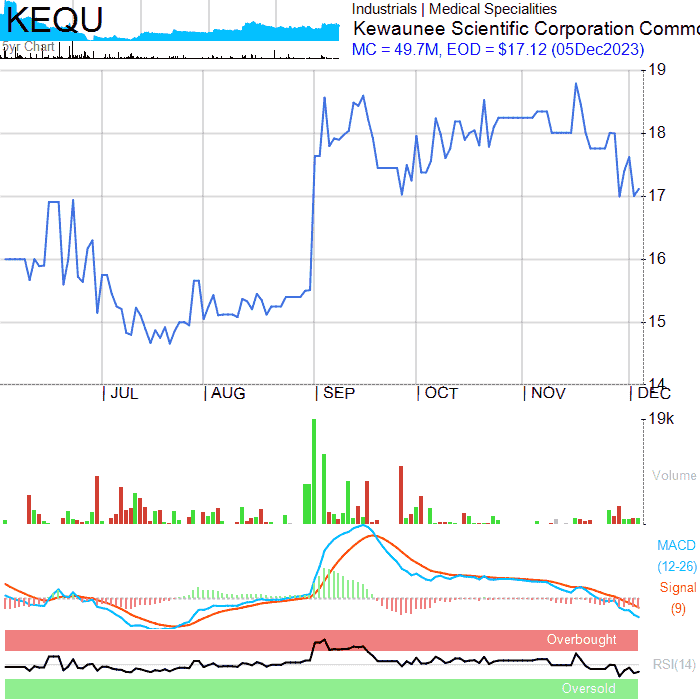 KEQU
5yr Chart
Industrials | Medical Specialities
Kewaunee Scientific Corporation Commo
MC = 49.7M, EOD = $17.12 (05Dec2023)
19
18
17
16
15
14
| JUL | AUG | SEP | OCT | NOV | DEC
19k
Volume
MACD
(12-26)
Signal
(9)
Overbought
RSI(14)
Oversold